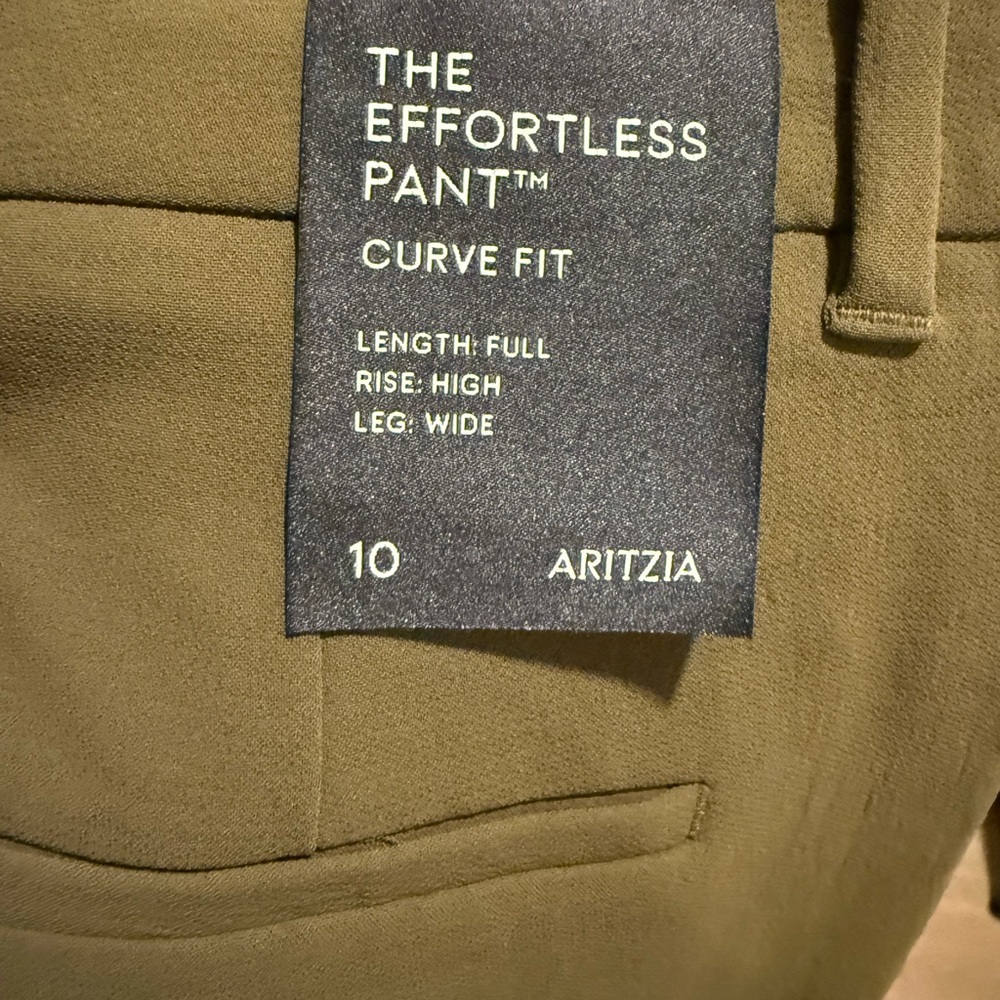 THE
EFFORTLESS
PANT™
CURVE FIT
LENGTH: FULL
RISE: HIGH
LEG: WIDE
10 ARITZIA